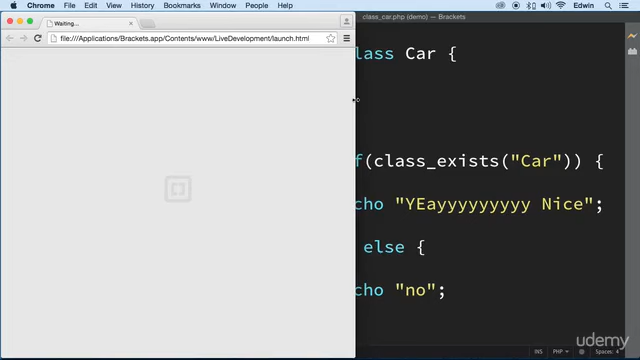 Chrome File Edit View History Bookmarks Window People Help Edwin
Waiting...
class_car.php (demo) — Brackets
file:///Applications/Brackets.app/Contents/www/LiveDevelopment/launch.html
lass Car {
f(class_exists("Car")) {
cho "YEayyyyyyyyy Nice";
else {
cho "no";
INS PHP Spaces: 4
udemy